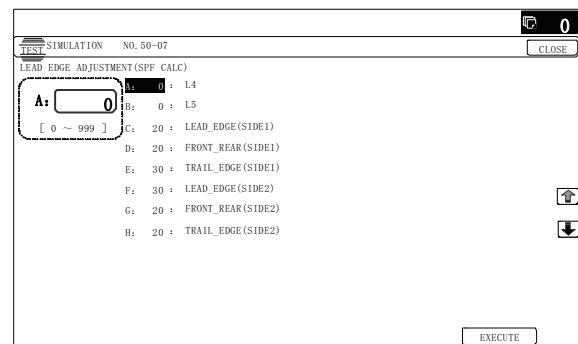 0
TEST SIMULATION NO.50-07
CLOSE
LEAD EDGE ADJUSTMENT(SPF CALC)
A: 0
[ 0 ~ 999 ]
A: 0 : L4
B: 0 : L5
C: 20 : LEAD_EDGE(SIDE1)
D: 20 : FRONT_REAR(SIDE1)
E: 30 : TRAIL_EDGE(SIDE1)
F: 30 : LEAD_EDGE(SIDE2)
G: 20 : FRONT_REAR(SIDE2)
H: 20 : TRAIL_EDGE(SIDE2)
EXECUTE